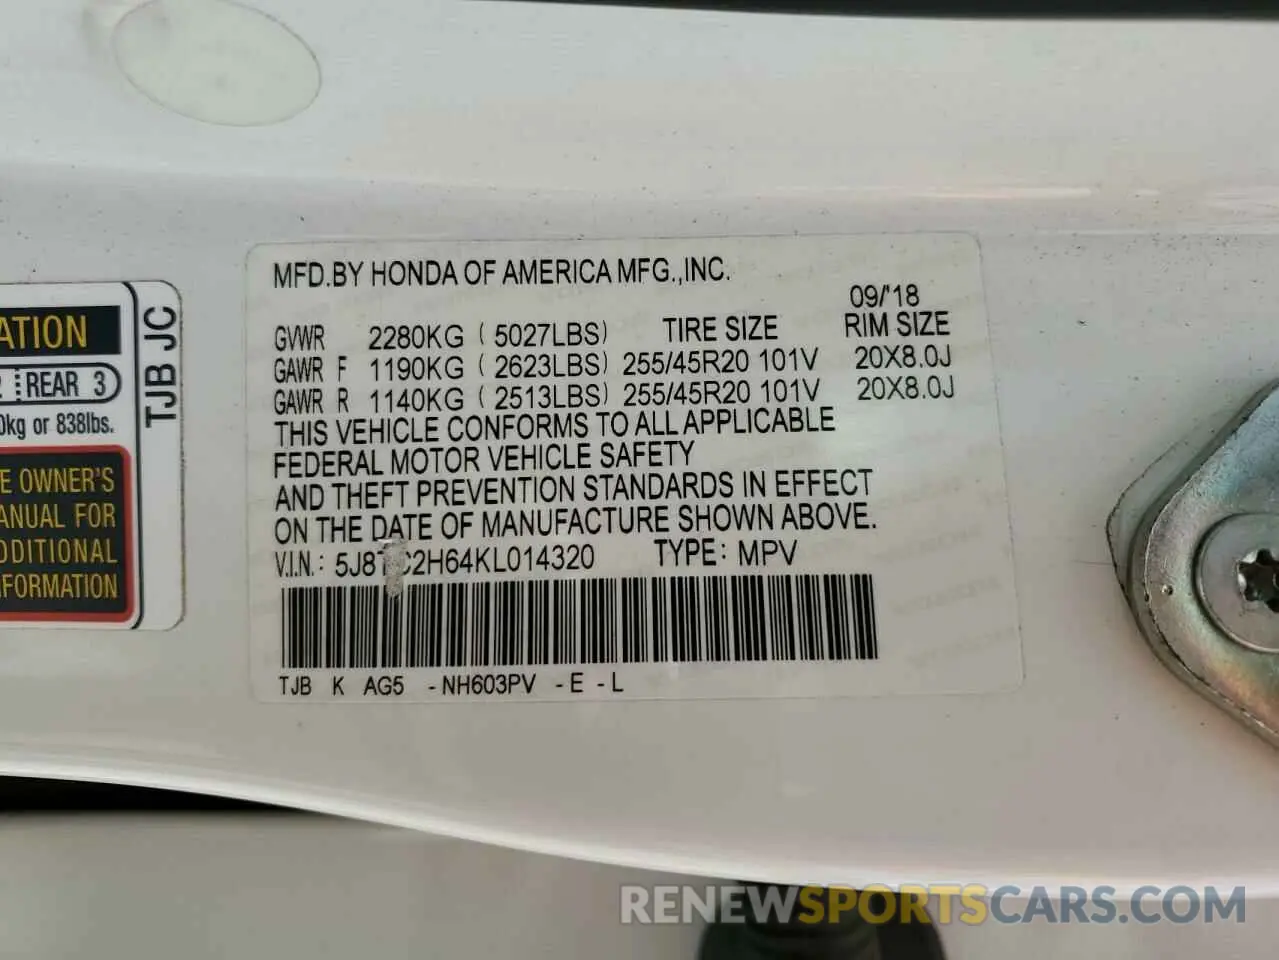 MFD.BY HONDA OF AMERICA MFG.,INC.
09/'18
GVWR 2280KG (5027LBS) TIRE SIZE RIM SIZE
GAWR F 1190KG (2623LBS) 255/45R20 101V 20X8.0J
GAWR R 1140KG (2513LBS) 255/45R20 101V 20X8.0J
THIS VEHICLE CONFORMS TO ALL APPLICABLE
FEDERAL MOTOR VEHICLE SAFETY
AND THEFT PREVENTION STANDARDS IN EFFECT
ON THE DATE OF MANUFACTURE SHOWN ABOVE.
V.I.N.: TYPE: MPV
TJB K AG5 -NH603PV -E -L
ATION
REAR 3
0kg or 838lbs.
E OWNER'S
ANUAL FOR
DDITIONAL
FORMATION
TJB JC
RENEWSPORTSCARS.COM